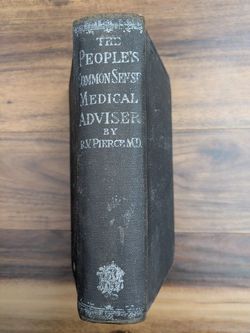 THE
PEOPLE'S
COMMON SENSE
MEDICAL
ADVISER
BY
R.V. PIERCE, M.D.